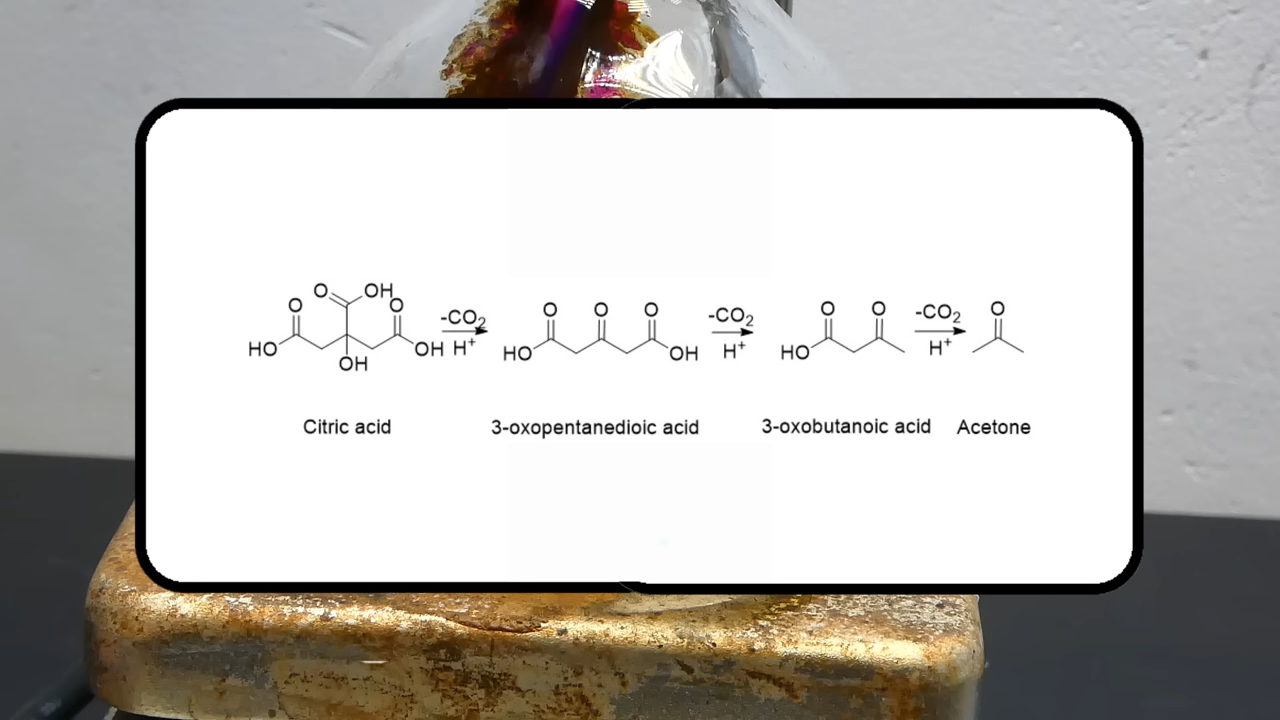 O OH
O O
HO OH
OH
-CO₂
H⁺
O O O
HO OH
-CO₂
H⁺
O O
HO
-CO₂
H⁺
O
Citric acid 3-oxopentanedioic acid 3-oxobutanoic acid Acetone